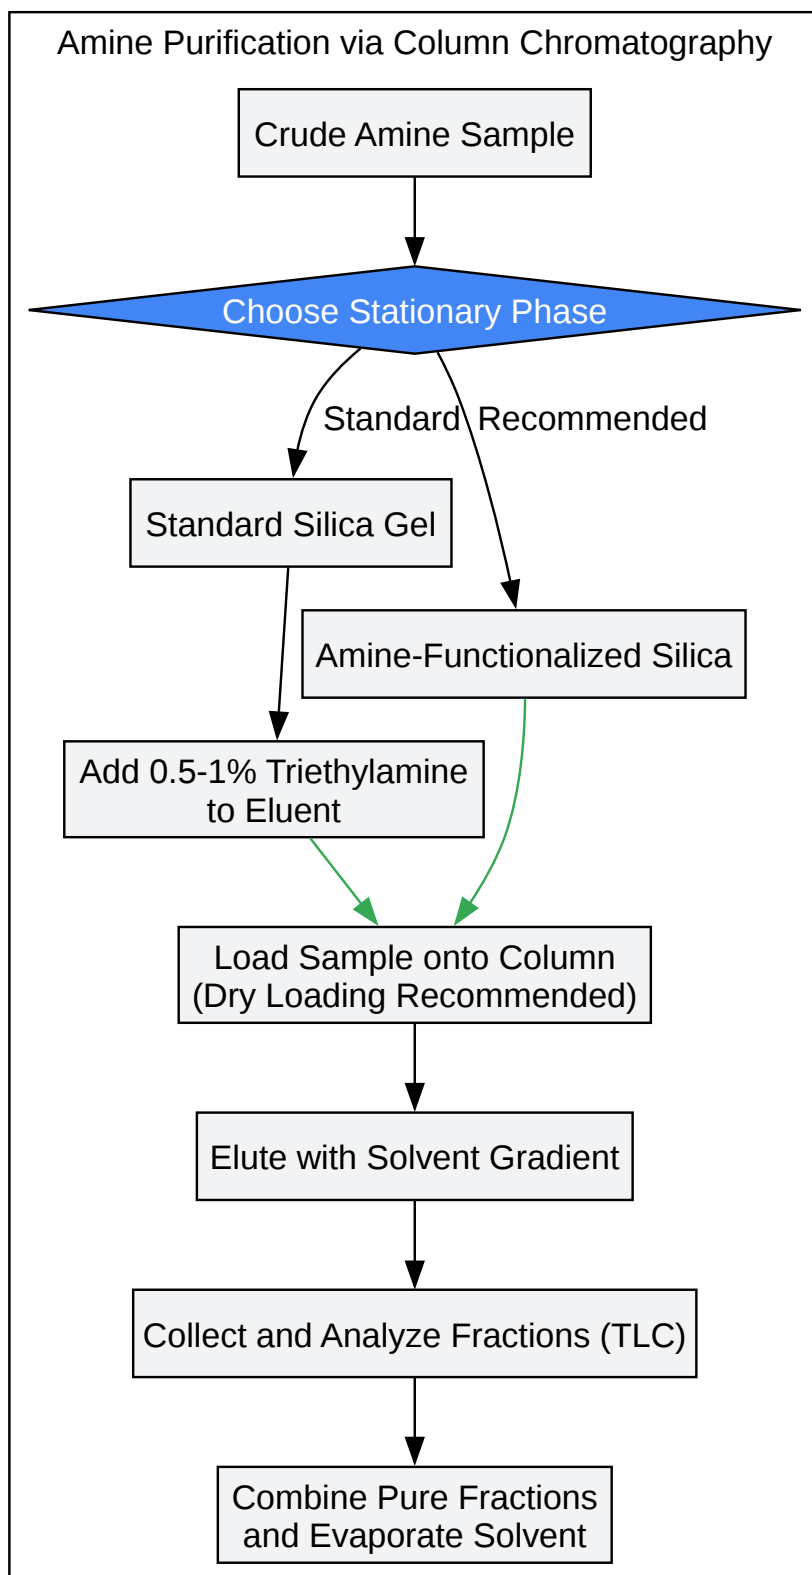 Amine Purification via Column Chromatography
Crude Amine Sample
Choose Stationary Phase
Standard
Recommended
Standard Silica Gel
Amine-Functionalized Silica
Add 0.5-1% Triethylamine
to Eluent
Load Sample onto Column
(Dry Loading Recommended)
Elute with Solvent Gradient
Collect and Analyze Fractions (TLC)
Combine Pure Fractions
and Evaporate Solvent